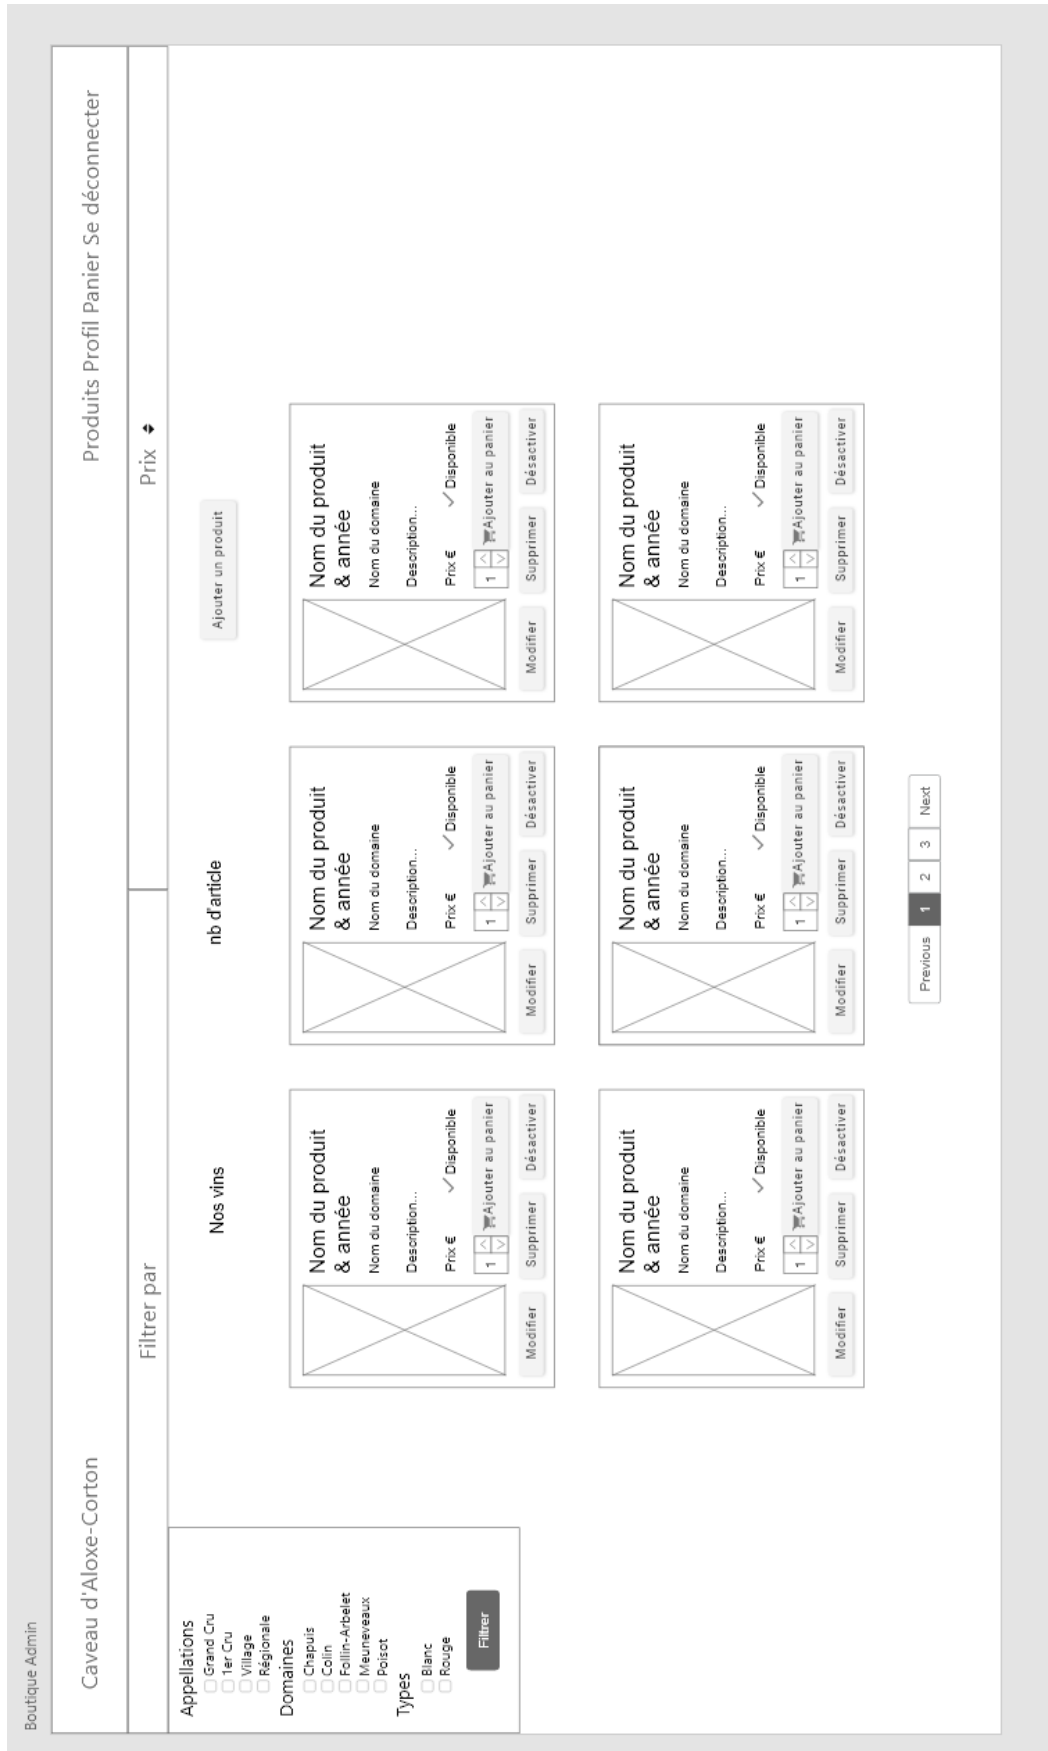 Boutique Admin
Caveau d'Aloxe-Corton
Produits Profil Panier Se déconnecter
Filtrer par
Prix
Appellations
Grand Cru
1er Cru
Village
Régionale
Domaines
Chapuis
Colin
Follin-Arbelet
Meuneveaux
Poisot
Types
Blanc
Rouge
Filtrer
Nos vins
nb d'article
Ajouter un produit
Nom du produit
& année
Nom du domaine
Description...
Prix € Disponible
1 Ajouter au panier
Modifier Supprimer Désactiver
Nom du produit
& année
Nom du domaine
Description...
Prix € Disponible
1 Ajouter au panier
Modifier Supprimer Désactiver
Nom du produit
& année
Nom du domaine
Description...
Prix € Disponible
1 Ajouter au panier
Modifier Supprimer Désactiver
Nom du produit
& année
Nom du domaine
Description...
Prix € Disponible
1 Ajouter au panier
Modifier Supprimer Désactiver
Nom du produit
& année
Nom du domaine
Description...
Prix € Disponible
1 Ajouter au panier
Modifier Supprimer Désactiver
Nom du produit
& année
Nom du domaine
Description...
Prix € Disponible
1 Ajouter au panier
Modifier Supprimer Désactiver
Previous 1 2 3 Next